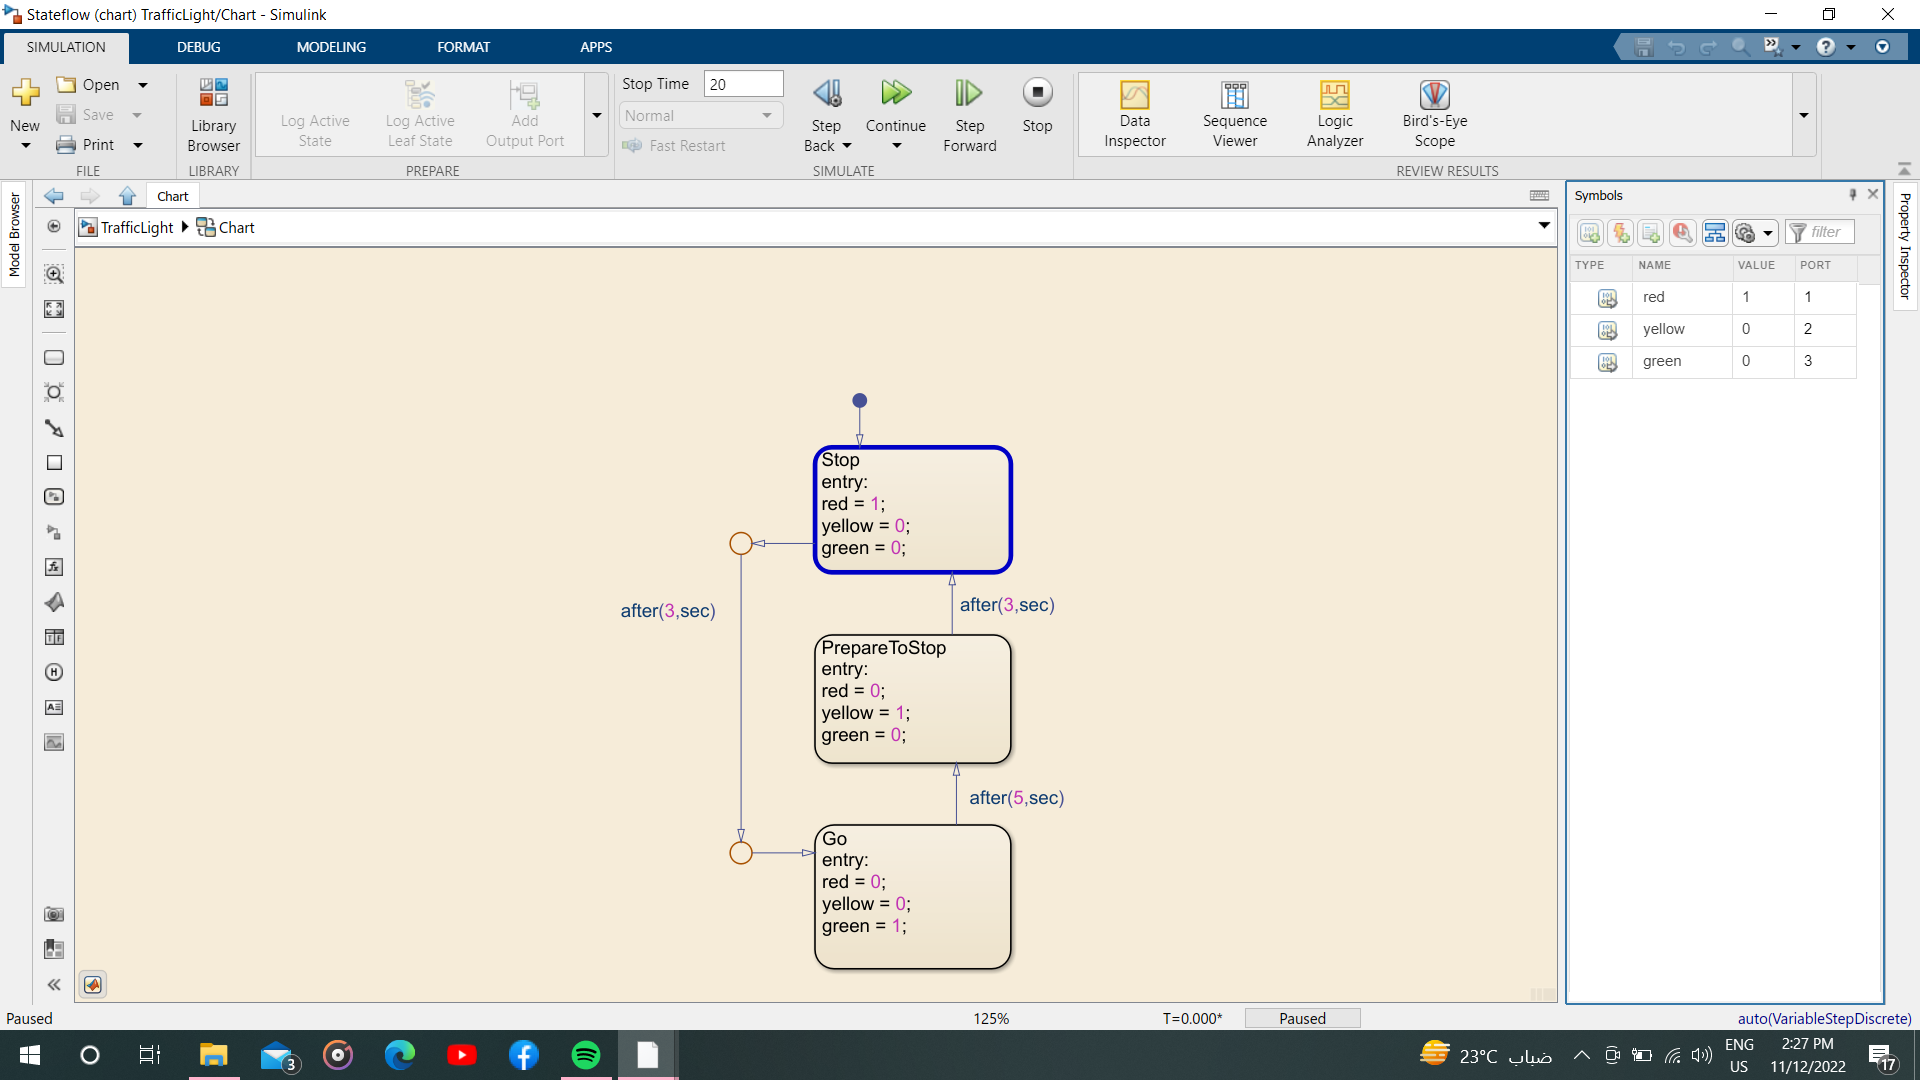 Stateflow (chart) TrafficLight/Chart - Simulink
SIMULATION
DEBUG
MODELING
FORMAT
APPS
?
New
Open
Save
Print
FILE
Library
Browser
LIBRARY
Log Active
State
Log Active
Leaf State
Add
Output Port
PREPARE
Stop Time 20
Normal
Fast Restart
Step
Back
Continue
Step
Forward
Stop
SIMULATE
Data
Inspector
Sequence
Viewer
Logic
Analyzer
Bird's-Eye
Scope
REVIEW RESULTS
Model Browser
Chart
TrafficLight
Chart
Stop
entry:
red = 1;
yellow = 0;
green = 0;
after(3,sec)
after(3,sec)
PrepareToStop
entry:
red = 0;
yellow = 1;
green = 0;
after(5,sec)
Go
entry:
red = 0;
yellow = 0;
green = 1;
Symbols
filter
TYPE NAME VALUE PORT
red 1 1
yellow 0 2
green 0 3
Property Inspector
Paused
125%
T=0.000*
Paused
auto(VariableStepDiscrete)
3
23°C ضباب
ENG
US
2:27 PM
11/12/2022
17